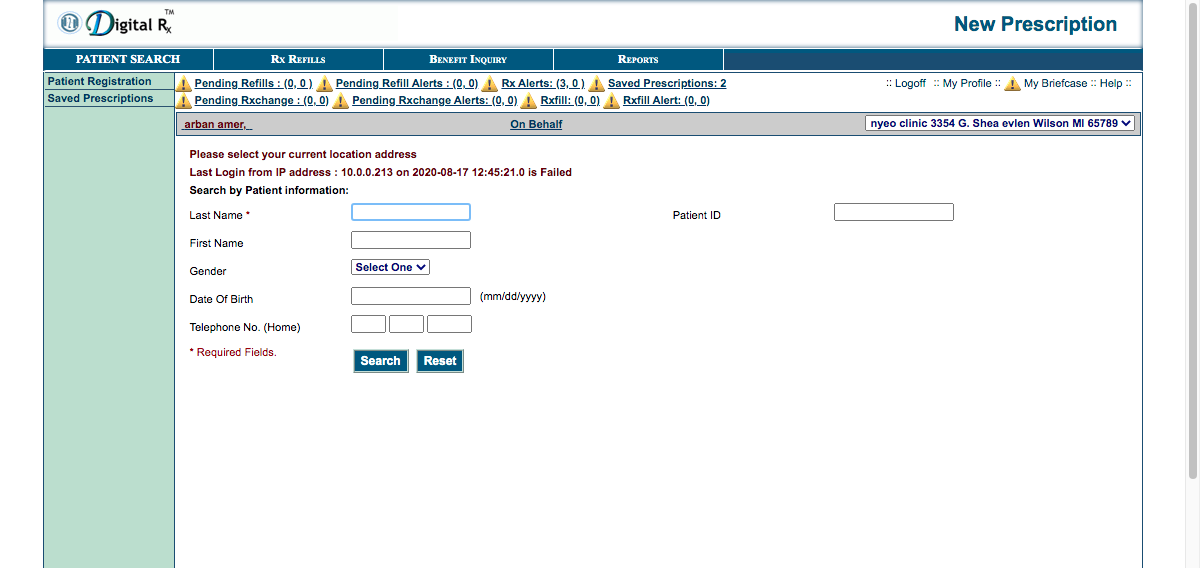 Digital Rx TM
New Prescription
PATIENT SEARCH
RX REFILLS
BENEFIT INQUIRY
REPORTS
Patient Registration
Saved Prescriptions
Pending Refills : (0, 0 ) Pending Refill Alerts : (0, 0) Rx Alerts: (3, 0 ) Saved Prescriptions: 2
:: Logoff :: My Profile :: My Briefcase :: Help ::
Pending Rxchange : (0, 0) Pending Rxchange Alerts: (0, 0) Rxfill: (0, 0) Rxfill Alert: (0, 0)
arban amer,
On Behalf
nyeo clinic 3354 G. Shea evlen Wilson MI 65789
Please select your current location address
Last Login from IP address : 10.0.0.213 on 2020-08-17 12:45:21.0 is Failed
Search by Patient information:
Last Name *
Patient ID
First Name
Gender
Select One
Date Of Birth
(mm/dd/yyyy)
Telephone No. (Home)
* Required Fields.
Search
Reset